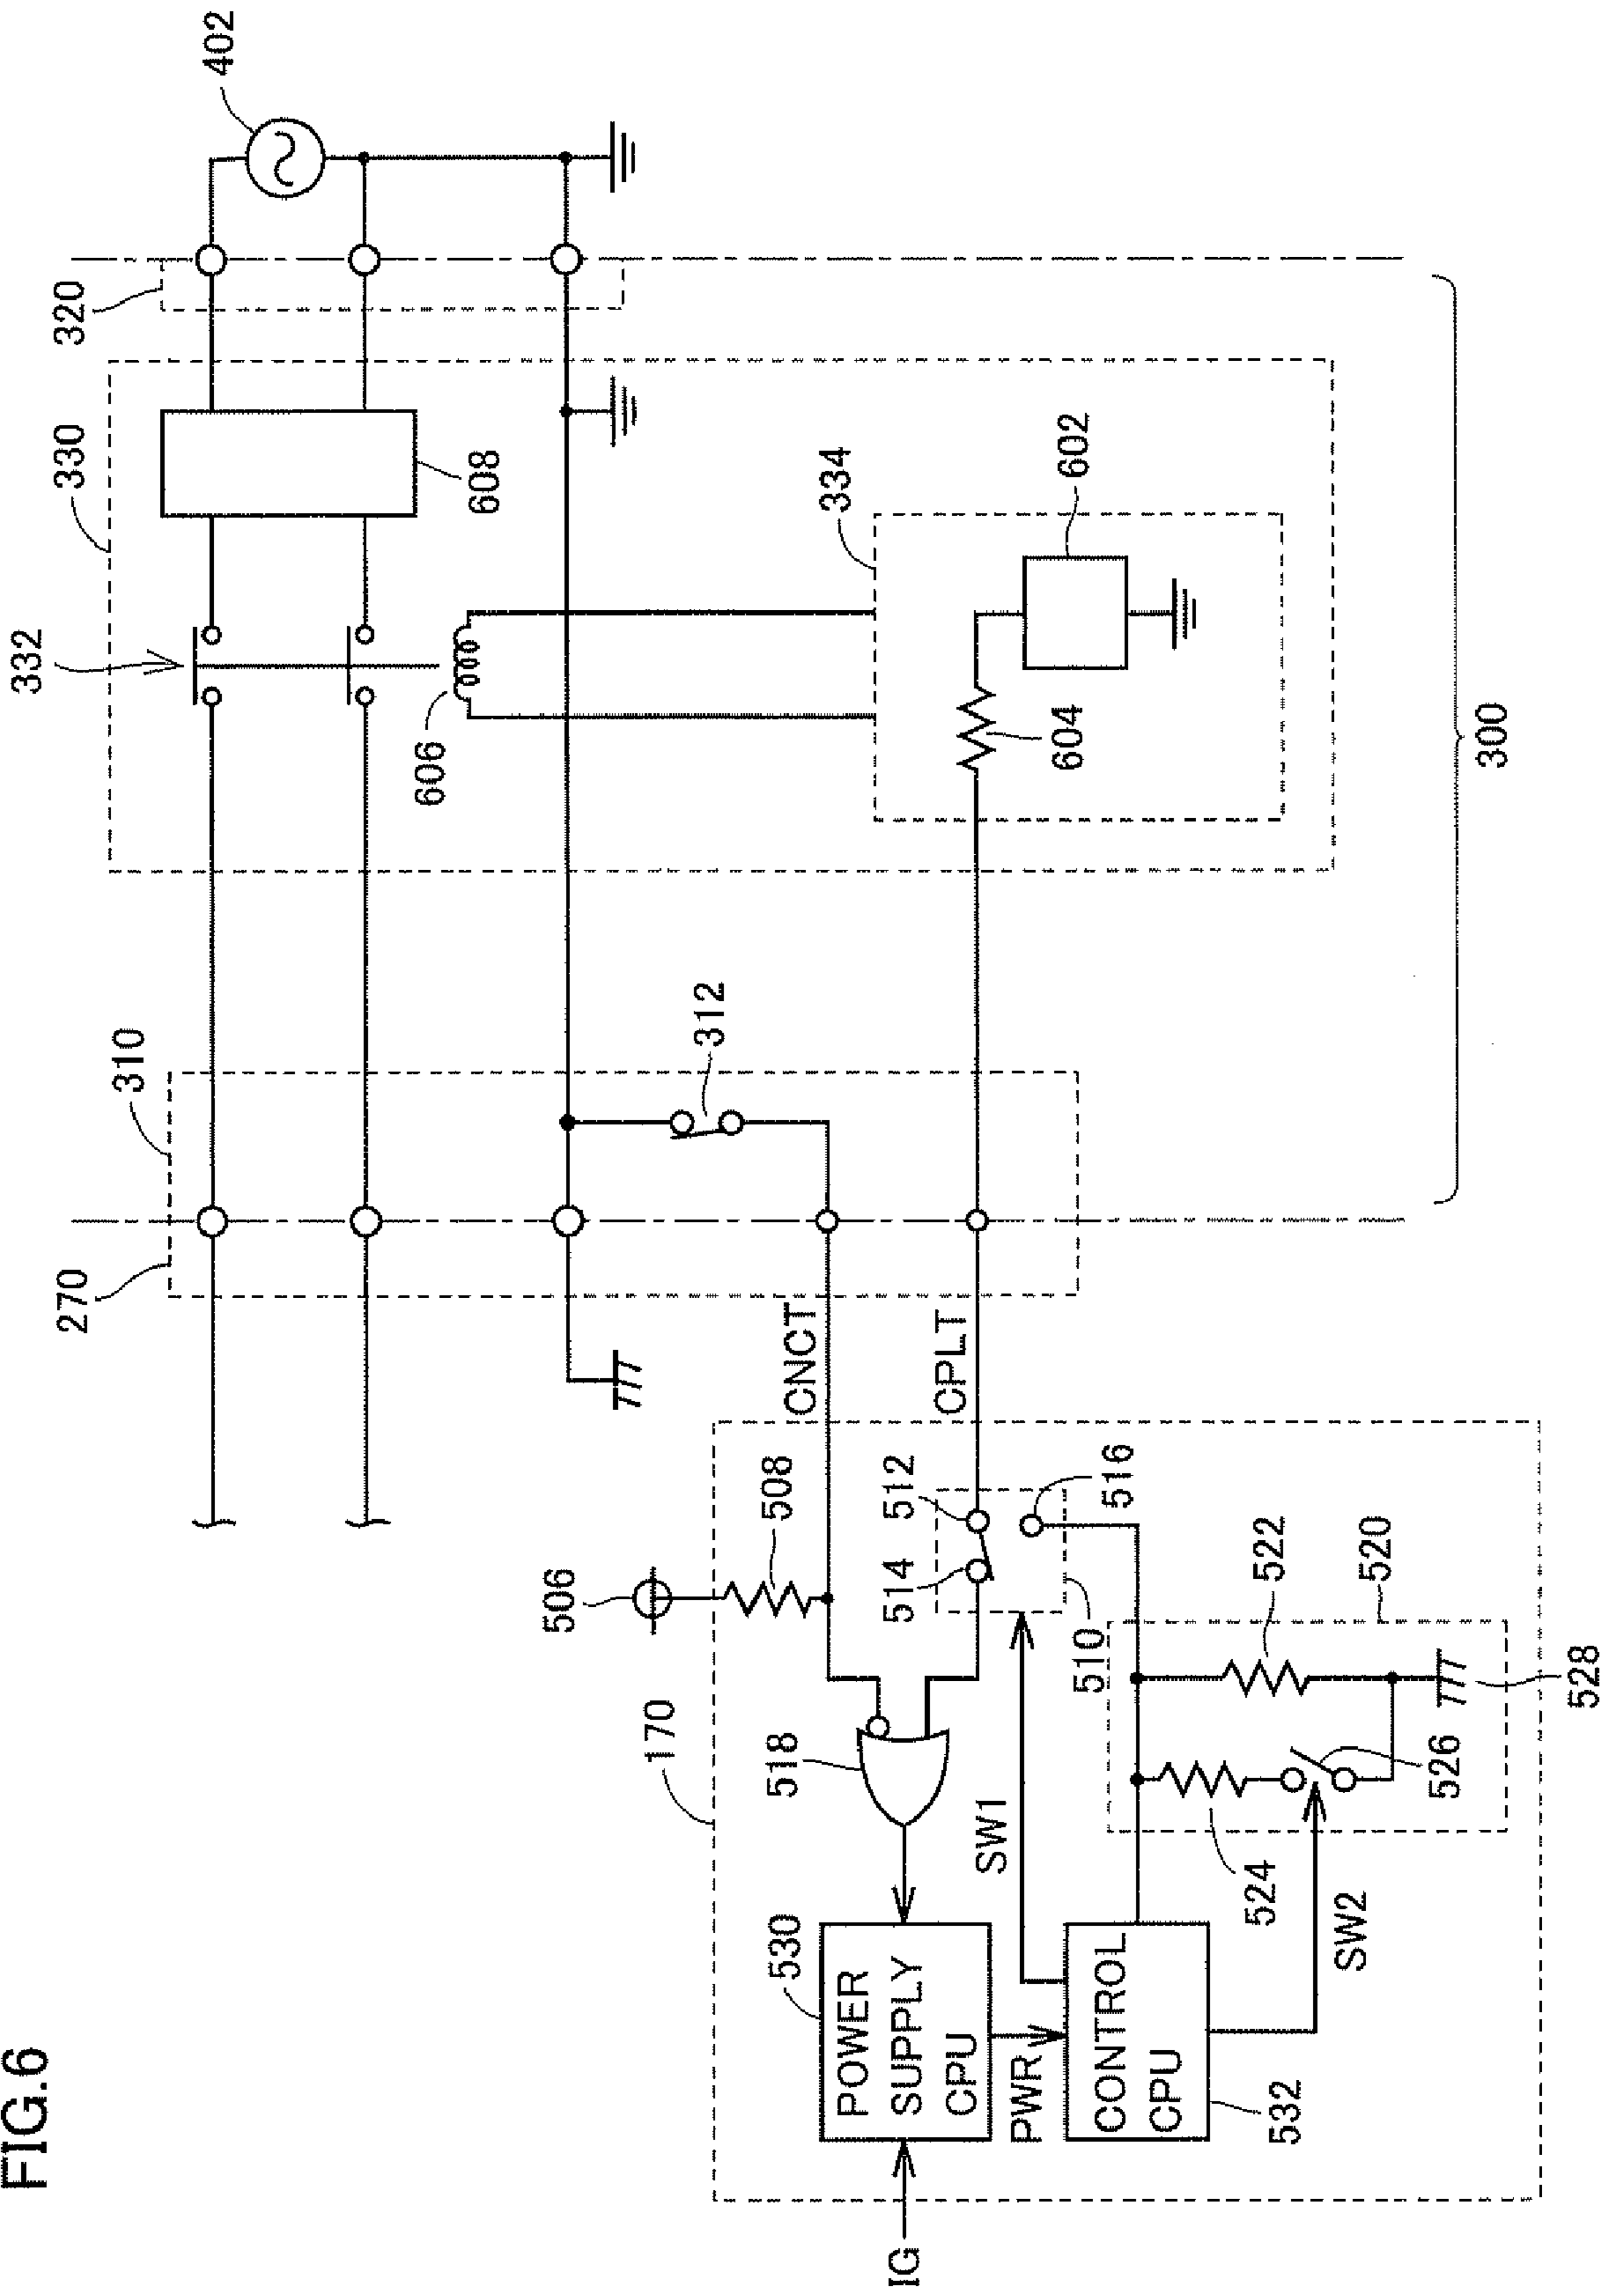 FIG.6
332
330
320
402
608
606
334
602
604
310
270
312
300
CNCT
CPLT
506
508
512
514
516
510
170
518
SW1
522
520
526
528
524
SW2
530
POWER
SUPPLY
CPU
PWR
CONTROL
CPU
532
IG